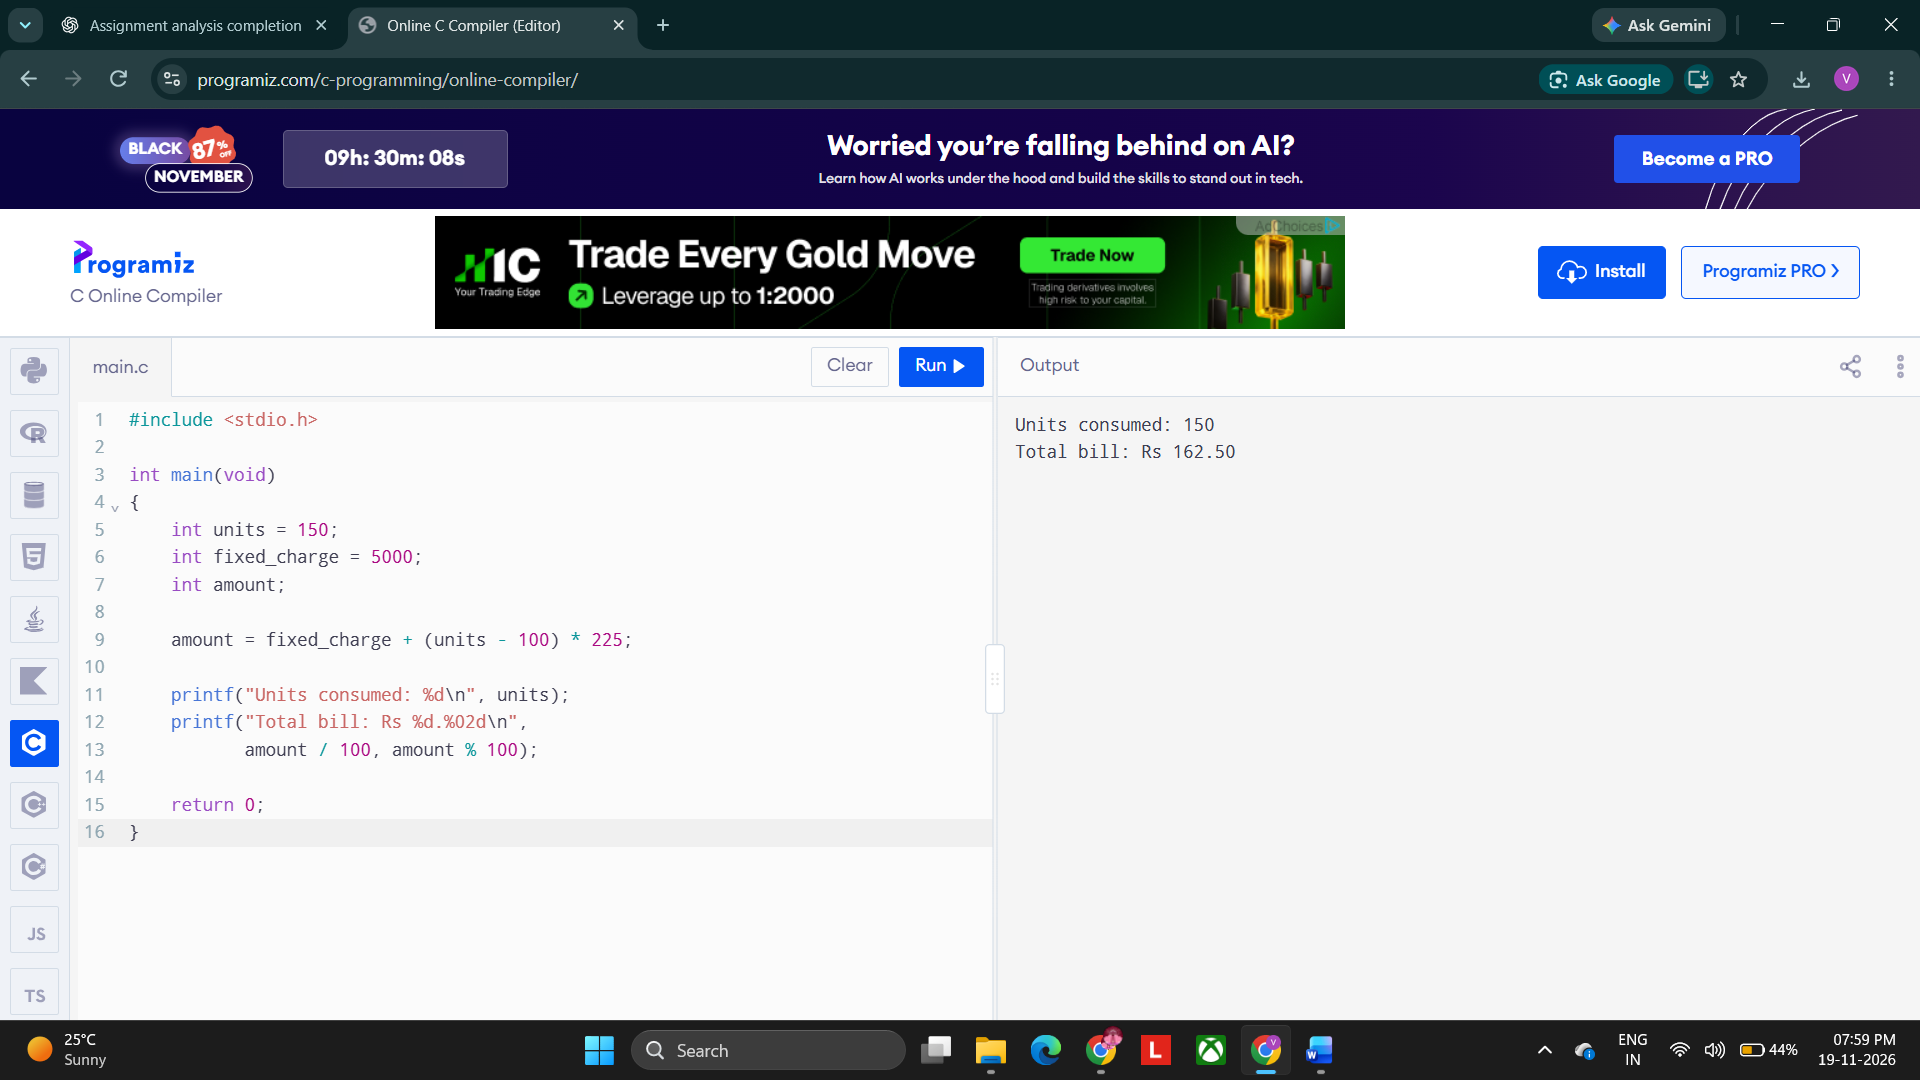 Assignment analysis completion
Online C Compiler (Editor)
Ask Gemini
programiz.com/c-programming/online-compiler/
Ask Google
V
BLACK 87% OFF
NOVEMBER
09h: 30m: 08s
Worried you’re falling behind on AI?
Learn how AI works under the hood and build the skills to stand out in tech.
Become a PRO
Programiz
C Online Compiler
HIC
Your Trading Edge
Trade Every Gold Move
Leverage up to 1:2000
Trade Now
Trading derivatives involves
high risk to your capital.
AdChoices
Install
Programiz PRO
main.c
Clear
Run
Output
1 #include <stdio.h>
2
3 int main(void)
4 {
5 int units = 150;
6 int fixed_charge = 5000;
7 int amount;
8
9 amount = fixed_charge + (units - 100) * 225;
10
11 printf("Units consumed: %d\n", units);
12 printf("Total bill: Rs %d.%02d\n",
13 amount / 100, amount % 100);
14
15 return 0;
16 }
Units consumed: 150
Total bill: Rs 162.50
R
5
C
C
C
JS
TS
25°C
Sunny
Search
L
V
W
ENG
IN
44%
07:59 PM
19-11-2026